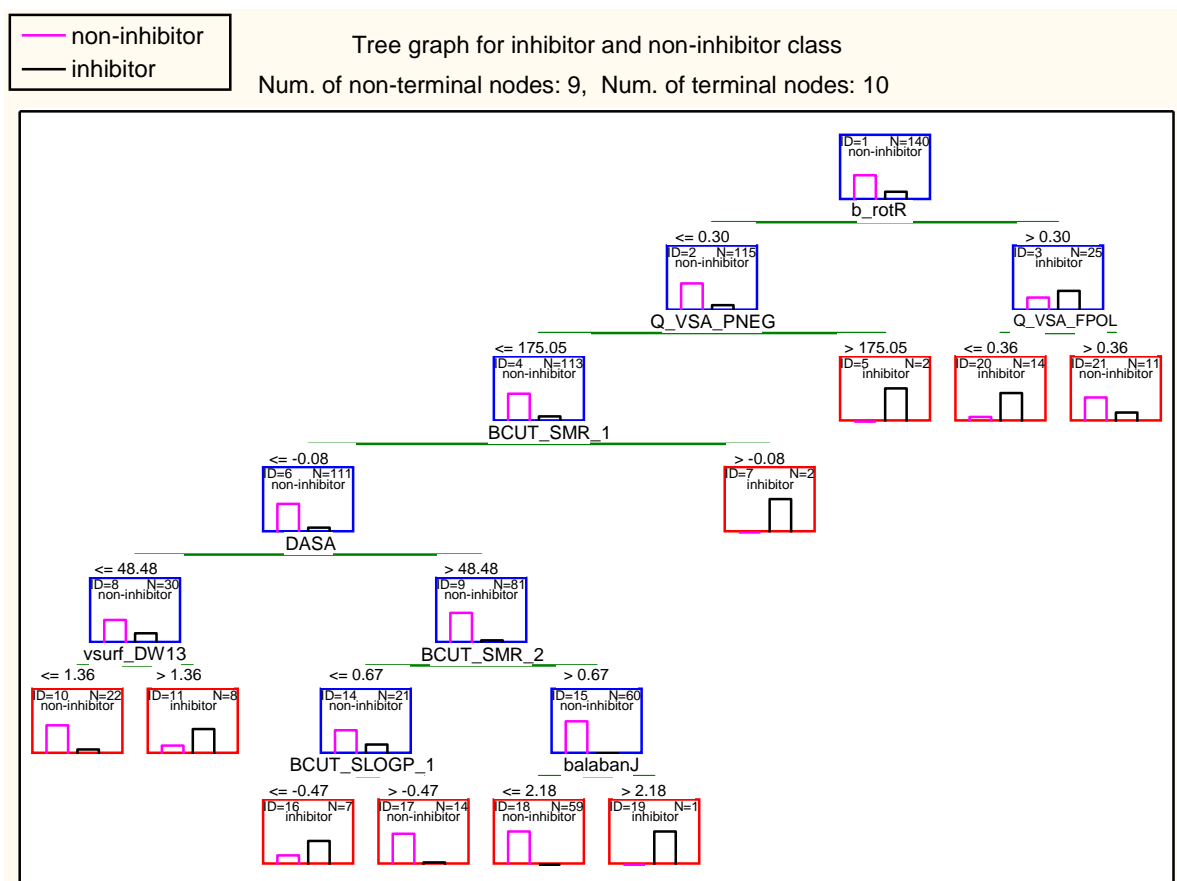 non-inhibitor
inhibitor
Tree graph for inhibitor and non-inhibitor class
Num. of non-terminal nodes: 9,  Num. of terminal nodes: 10
ID=1 N=140
non-inhibitor
b_rotR
<= 0.30 > 0.30
ID=2 N=115 ID=3 N=25
non-inhibitor inhibitor
Q_VSA_PNEG Q_VSA_FPOL
<= 175.05 > 175.05 <= 0.36 > 0.36
ID=4 N=113 ID=5 N=2 ID=20 N=14 ID=21 N=11
non-inhibitor inhibitor inhibitor non-inhibitor
BCUT_SMR_1
<= -0.08 > -0.08
ID=6 N=111 ID=7 N=2
non-inhibitor inhibitor
DASA
<= 48.48 > 48.48
ID=8 N=30 ID=9 N=81
non-inhibitor non-inhibitor
vsurf_DW13 BCUT_SMR_2
<= 1.36 > 1.36 <= 0.67 > 0.67
ID=10 N=22 ID=11 N=8 ID=14 N=21 ID=15 N=60
non-inhibitor inhibitor non-inhibitor non-inhibitor
BCUT_SLOGP_1 balabanJ
<= -0.47 > -0.47 <= 2.18 > 2.18
ID=16 N=7 ID=17 N=14 ID=18 N=59 ID=19 N=1
inhibitor non-inhibitor non-inhibitor inhibitor